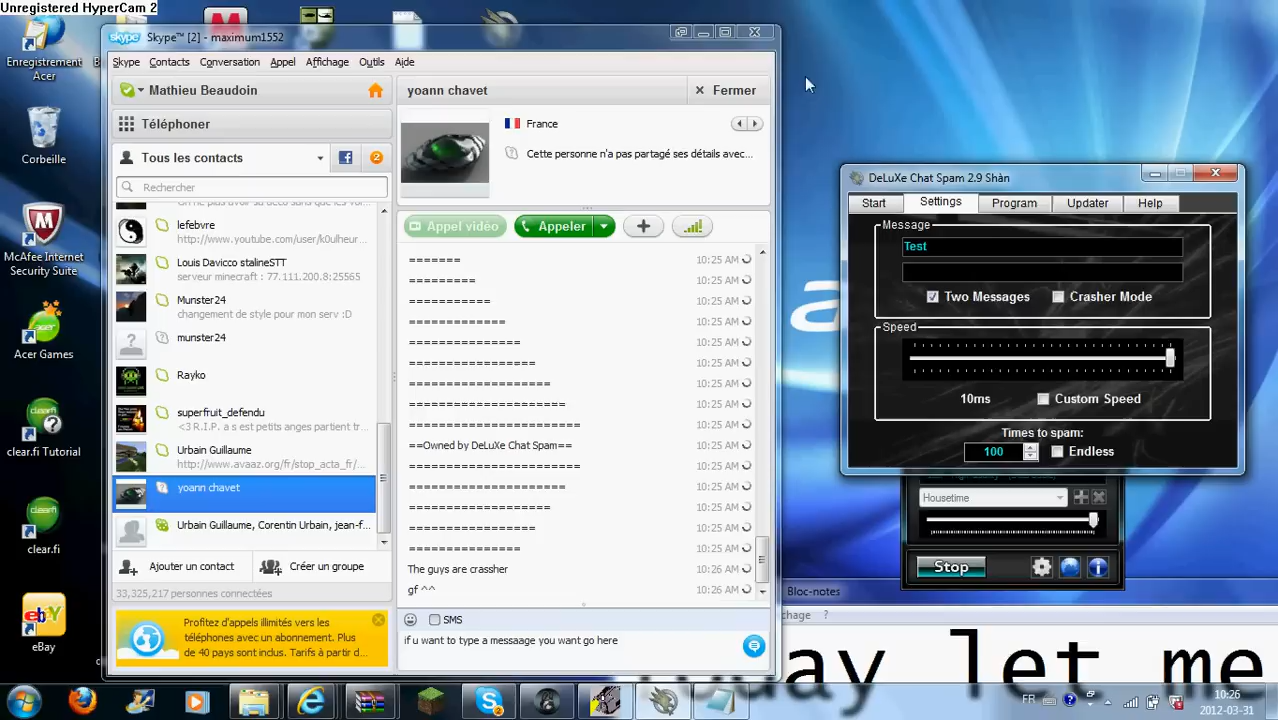 Unregistered HyperCam 2
Enregistrement
Acer
Corbeille
McAfee Internet
Security Suite
Acer Games
clear.fi Tutorial
clear.fi
eBay
Skype™ [2] - maximum1552
Skype Contacts Conversation Appel Affichage Outils Aide
Mathieu Beaudoin
Téléphoner
Tous les contacts
2
Rechercher
lefebvre
http://www.youtube.com/user/k0ulheur...
Louis Davicco stalineSTT
serveur minecraft : 77.111.200.8:25565
Munster24
changement de style pour mon serv :D
munster24
Rayko
superfruit_defendu
<3 R.I.P. a s est petits anges partient tr...
Urbain Guillaume
http://www.avaaz.org/fr/stop_acta_fr/...
yoann chavet
Urbain Guillaume, Corentin Urbain, jean-f...
Ajouter un contact Créer un groupe
33,325,217 personnes connectées
Profitez d'appels illimités vers les
téléphones avec un abonnement. Plus
de 40 pays sont inclus. Tarifs à partir d...
yoann chavet
Fermer
France
Cette personne n'a pas partagé ses détails avec...
Appel vidéo Appeler
======= 10:25 AM
========= 10:25 AM
=========== 10:25 AM
============= 10:25 AM
=============== 10:25 AM
================= 10:25 AM
=================== 10:25 AM
===================== 10:25 AM
======================= 10:25 AM
==Owned by DeLuXe Chat Spam== 10:25 AM
======================= 10:25 AM
===================== 10:25 AM
=================== 10:25 AM
================= 10:25 AM
=============== 10:25 AM
The guys are crassher 10:26 AM
gf ^^ 10:26 AM
SMS
if u want to type a messaage you want go here
DeLuXe Chat Spam 2.9 Shàn
Start Settings Program Updater Help
Message
Test
Two Messages Crasher Mode
Speed
10ms Custom Speed
Times to spam:
100 Endless
Housetime
Stop
Bloc-notes
chage ?
oday let me
FR
10:26
2012-03-31